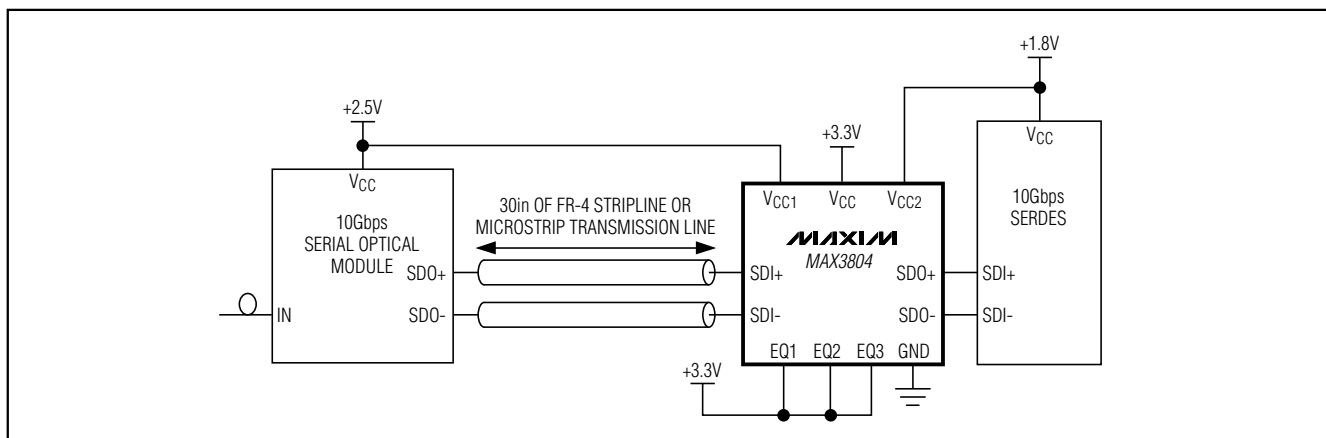 +1.8V
+2.5V
+3.3V
VCC
VCC
VCC1 VCC VCC2
10Gbps
SERIAL OPTICAL
MODULE
30in OF FR-4 STRIPLINE OR
MICROSTRIP TRANSMISSION LINE
MAXIM
MAX3804
10Gbps
SERDES
SDO+
SDI+
SDO+
SDI+
IN
SDO-
SDI-
SDO-
SDI-
EQ1 EQ2 EQ3 GND
+3.3V